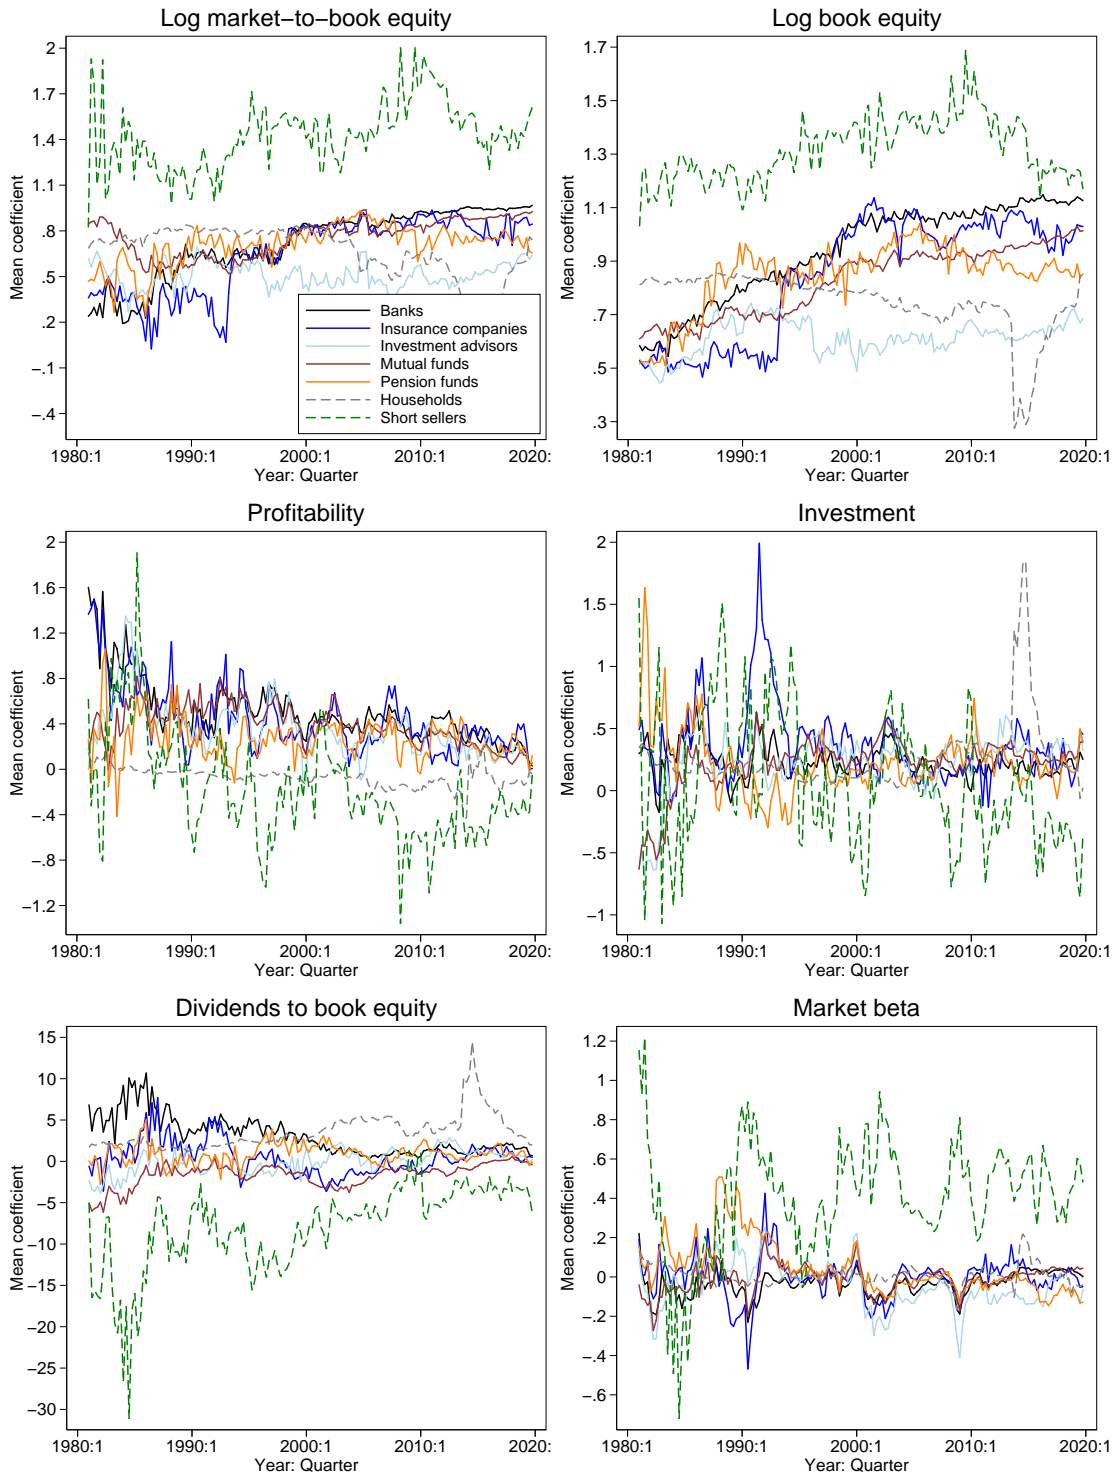 Log market−to−book equity
2
1.7
1.4
1.1
.8
.5
.2
−.1
−.4
Mean coefficient
Banks
Insurance companies
Investment advisors
Mutual funds
Pension funds
Households
Short sellers
1980:1 1990:1 2000:1 2010:1 2020:
Year: Quarter
Log book equity
1.7
1.5
1.3
1.1
.9
.7
.5
.3
Mean coefficient
1980:1 1990:1 2000:1 2010:1 2020:1
Year: Quarter
Profitability
2
1.6
1.2
.8
.4
0
−.4
−.8
−1.2
Mean coefficient
1980:1 1990:1 2000:1 2010:1 2020:
Year: Quarter
Investment
2
1.5
1
.5
0
−.5
−1
Mean coefficient
1980:1 1990:1 2000:1 2010:1 2020:1
Year: Quarter
Dividends to book equity
15
10
5
0
−5
−10
−15
−20
−25
−30
Mean coefficient
1980:1 1990:1 2000:1 2010:1 2020:
Year: Quarter
Market beta
1.2
1
.8
.6
.4
.2
0
−.2
−.4
−.6
Mean coefficient
1980:1 1990:1 2000:1 2010:1 2020:1
Year: Quarter